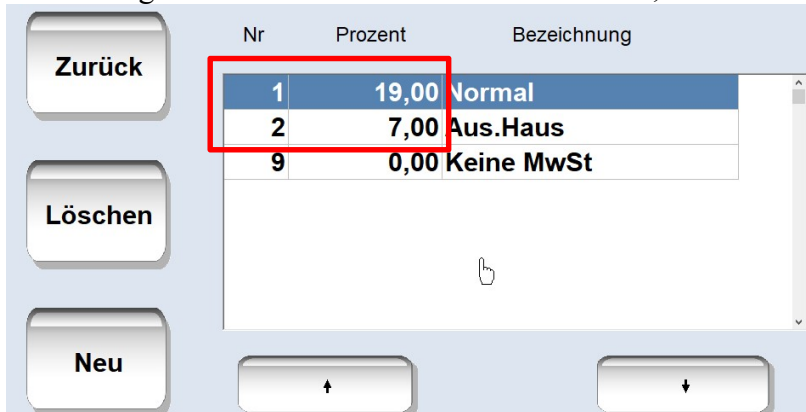 Zurück
Nr Prozent Bezeichnung
1 19,00 Normal
2 7,00 Aus.Haus
9 0,00 Keine MwSt
Löschen
Neu